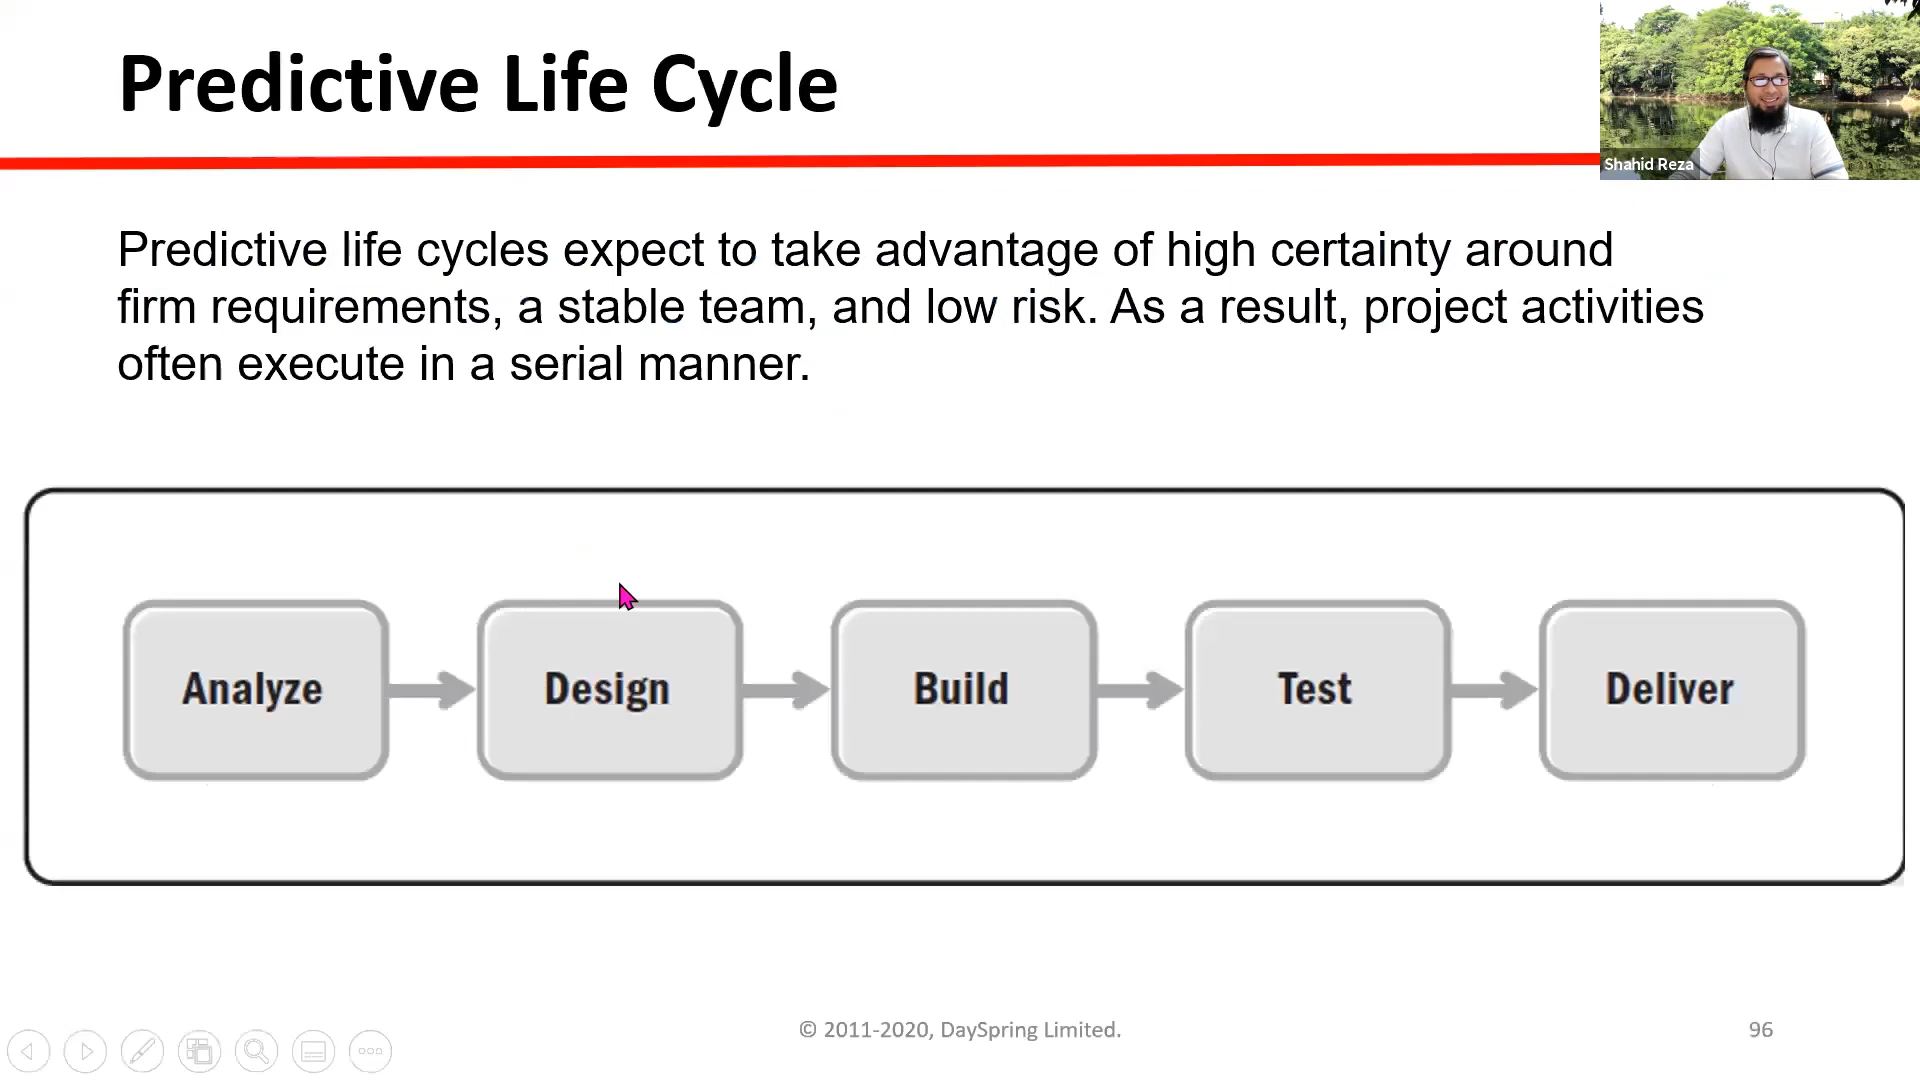 Predictive Life Cycle
Shahid Reza
Predictive life cycles expect to take advantage of high certainty around
firm requirements, a stable team, and low risk. As a result, project activities
often execute in a serial manner.
Analyze
Design
Build
Test
Deliver
© 2011-2020, DaySpring Limited.
96